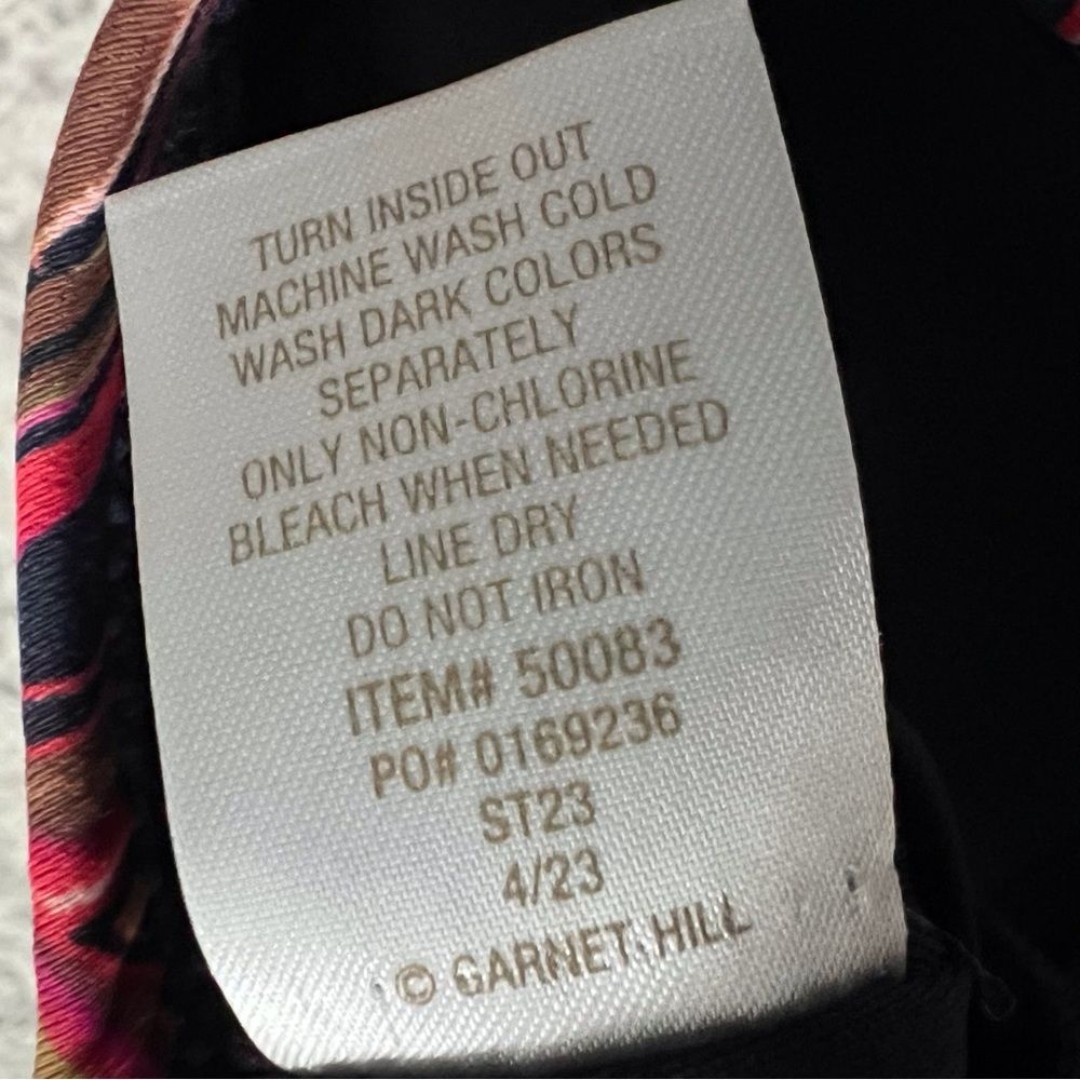 TURN INSIDE OUT
MACHINE WASH COLD
WASH DARK COLORS
SEPARATELY
ONLY NON-CHLORINE
BLEACH WHEN NEEDED
LINE DRY
DO NOT IRON
ITEM# 50083
PO# 0169236
ST23
4/23
© GARNET HILL